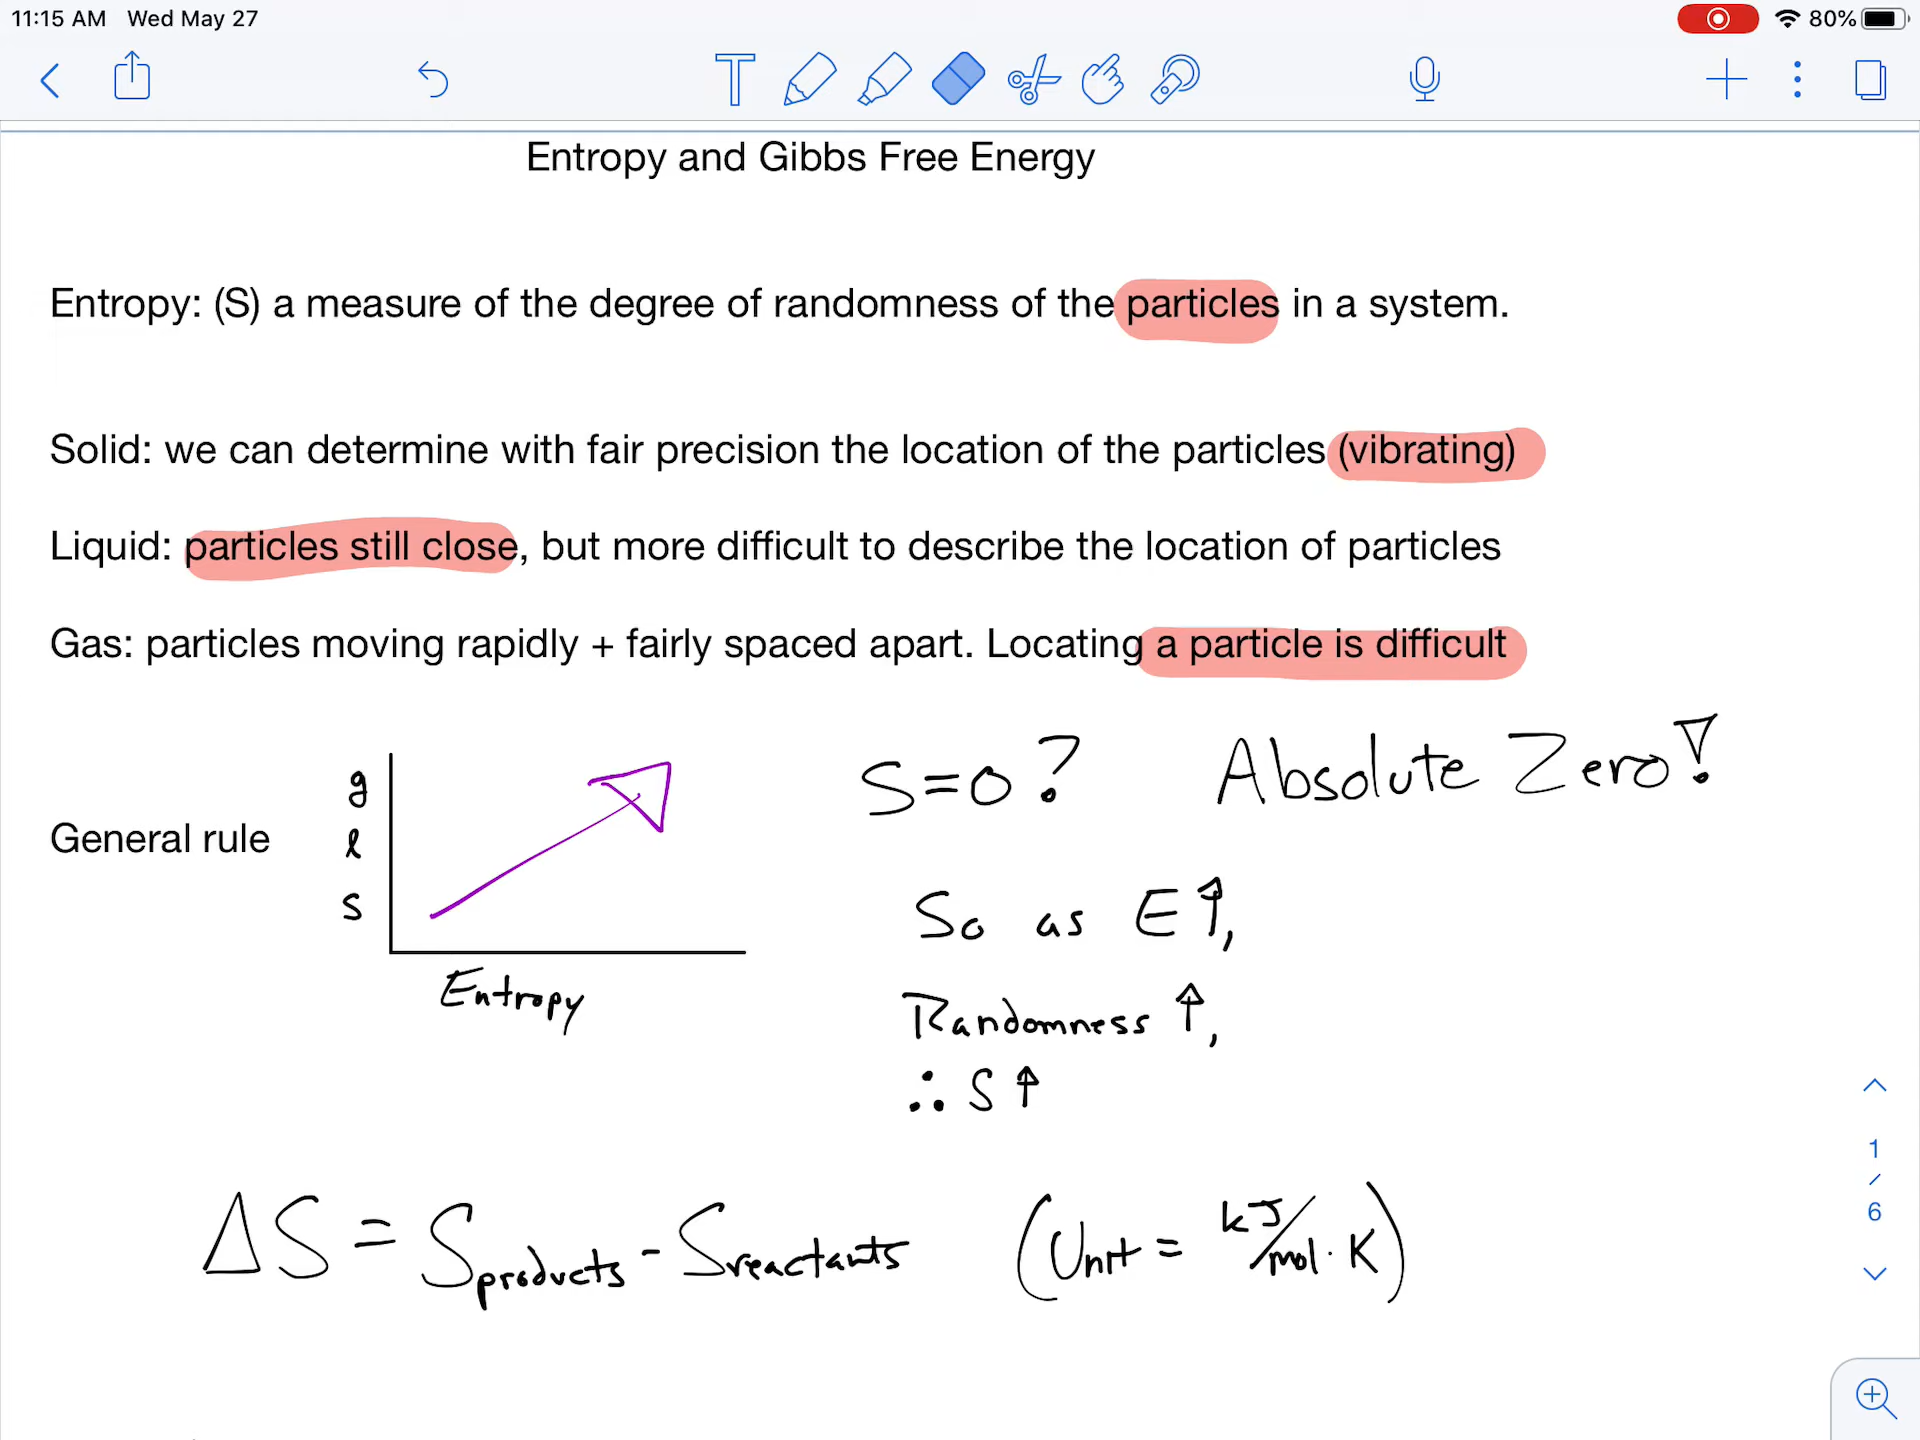 11:15 AM Wed May 27
80%
T
Entropy and Gibbs Free Energy
Entropy: (S) a measure of the degree of randomness of the particles in a system.
Solid: we can determine with fair precision the location of the particles (vibrating)
Liquid: particles still close, but more difficult to describe the location of particles
Gas: particles moving rapidly + fairly spaced apart. Locating a particle is difficult
General rule
g
l
s
Entropy
S=0? Absolute Zero!
So as E↑,
Randomness ↑,
∴ S↑
ΔS = Sproducts - Sreactants (Unit = kJ/mol·K)
1
/
6